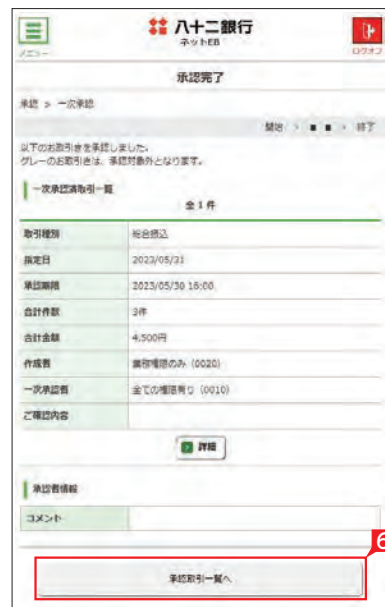 八十二銀行
ネットEB
メニュー
ログオフ
承認完了
承認 > 一次承認
開始 > ■ ■ > 終了
以下のお取引きを承認しました。
グレーのお取引きは、承認対象外となります。
一次承認済取引一覧
全1件
取引種別 総合振込
指定日 2023/05/31
承認期限 2023/05/30 18:00
合計件数 3件
合計金額 4,500円
作成者 業務権限のみ (0020)
一次承認者 全ての権限有り (0010)
ご確認内容
詳細
承認者情報
コメント
6
承認取引一覧へ